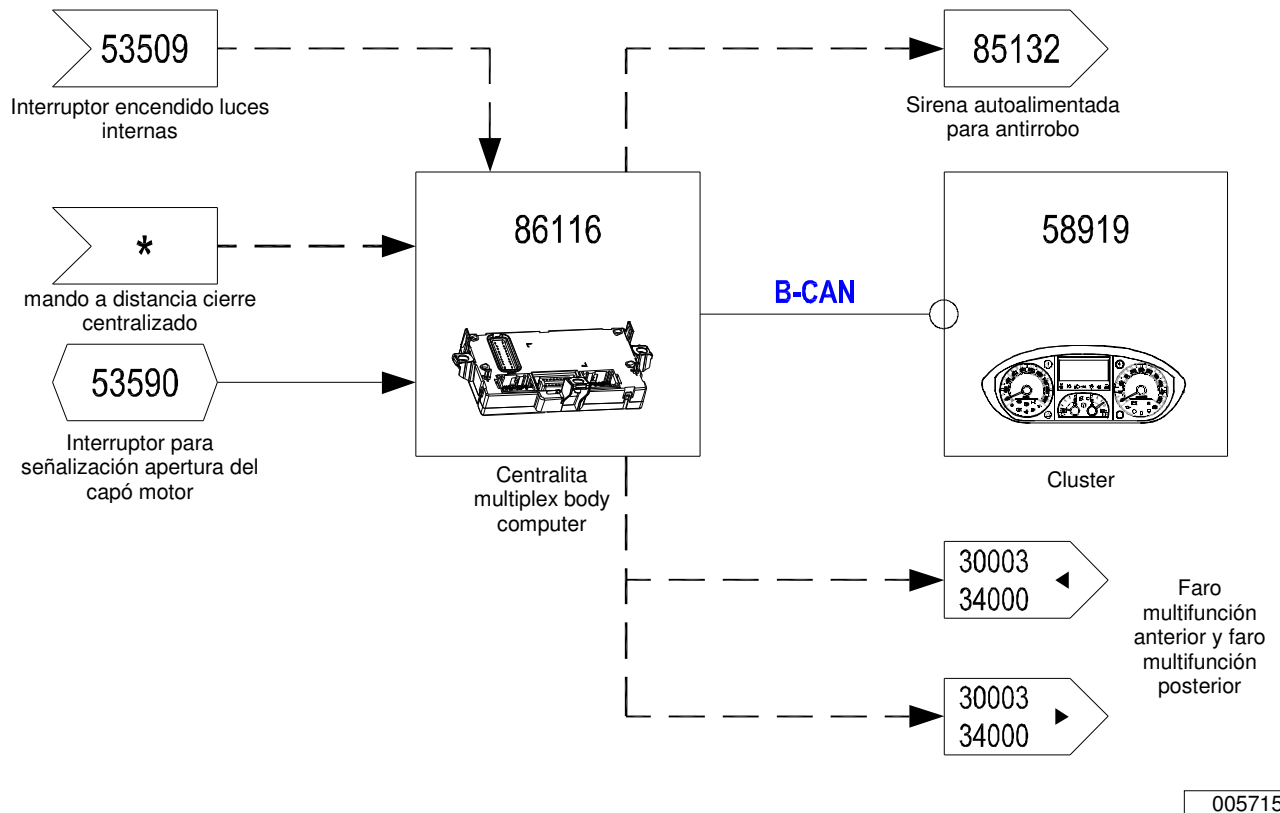 53509
Interruptor encendido luces
internas
85132
Sirena autoalimentada
para antirrobo
*
mando a distancia cierre
centralizado
53590
Interruptor para
señalización apertura del
capó motor
86116
Centralita
multiplex body
computer
B-CAN
58919
Cluster
30003
34000
30003
34000
Faro
multifunción
anterior y faro
multifunción
posterior
005715